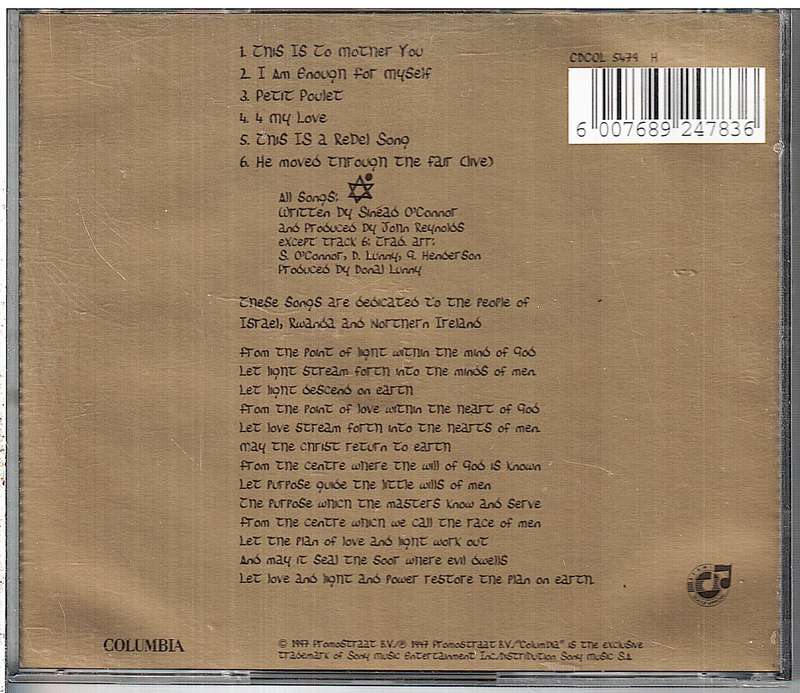 1. This Is To Mother You
2. I Am Enough For Myself
3. Petit Poulet
4. 4 My Love
5. This Is A Rebel Song
6. He Moved Through The Fair (live)
CDCOL 5479 H
6 007689 247836
All Songs:
Written By Sinéad O'Connor
and Produced By John Reynolds
except track 6: trad. arr:
S. O'Connor, D. Lunny, G. Henderson
Produced By Donal Lunny
These Songs are dedicated to the people of
Israel, Rwanda and Northern Ireland
From the point of light within the mind of God
Let light stream forth into the minds of men.
Let light descend on earth
From the point of love within the heart of God
Let love stream forth into the hearts of men.
May the Christ return to earth
From the centre where the will of God is known
Let purpose guide the little wills of men
The purpose which the masters know and serve
From the centre which we call the race of men
Let the plan of love and light work out
And may it seal the door where evil dwells
Let love and light and power restore the plan on earth.
COLUMBIA
© 1997 Promostraat B.V./℗ 1997 Promostraat B.V./"Columbia" is the exclusive
trademark of Sony Music Entertainment Inc./Distribution Sony Music S.A.